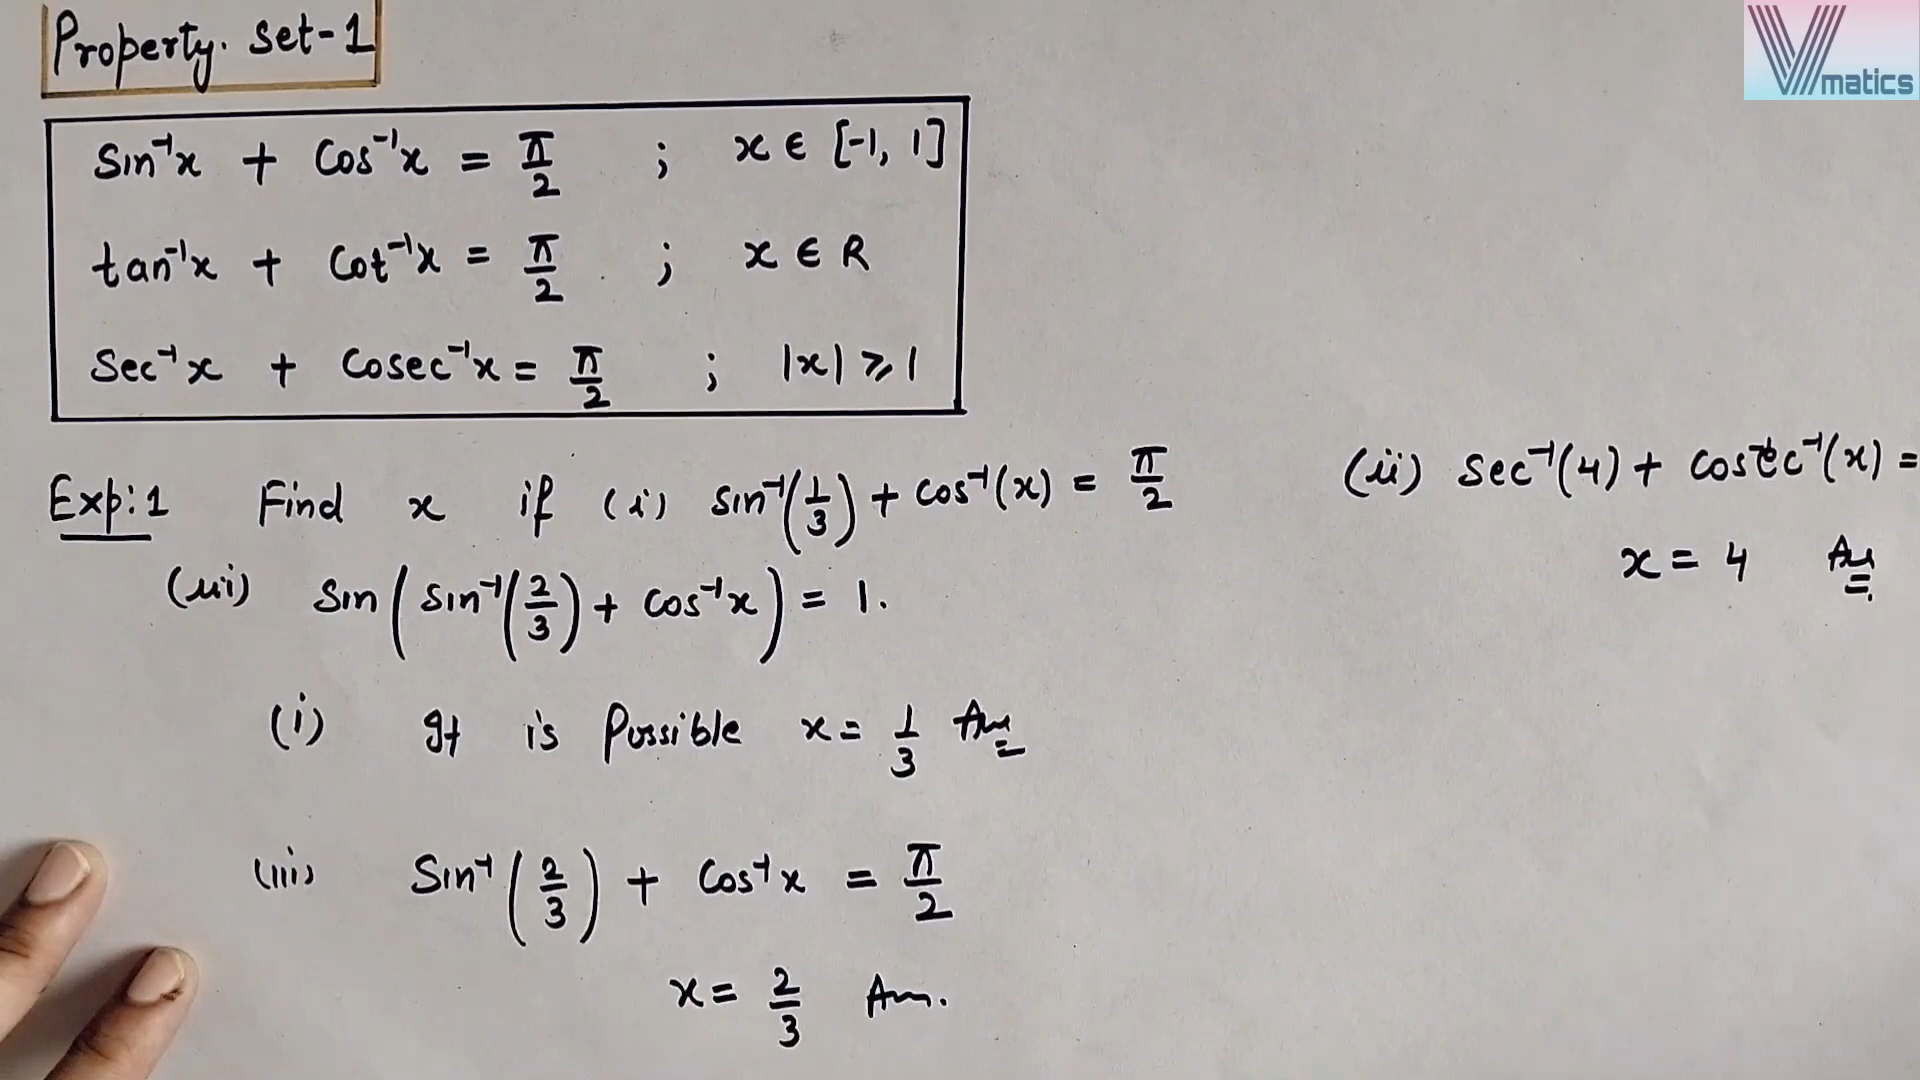 Property. Set-1
Vmatics
Sin⁻¹x + Cos⁻¹x = π/2 ; x ∈ [-1, 1]
tan⁻¹x + Cot⁻¹x = π/2 ; x ∈ R
Sec⁻¹x + Cosec⁻¹x = π/2 ; |x| ⩾ 1
Exp:1 Find x if (i) sin⁻¹(1/3) + cos⁻¹(x) = π/2 (ii) sec⁻¹(4) + cosec⁻¹(x) =
x = 4 Ans
(iii) Sin(sin⁻¹(2/3) + cos⁻¹x) = 1.
(i) It is Possible x = 1/3 Ans
(iii) Sin⁻¹(2/3) + Cos⁻¹x = π/2
x = 2/3 Ans.